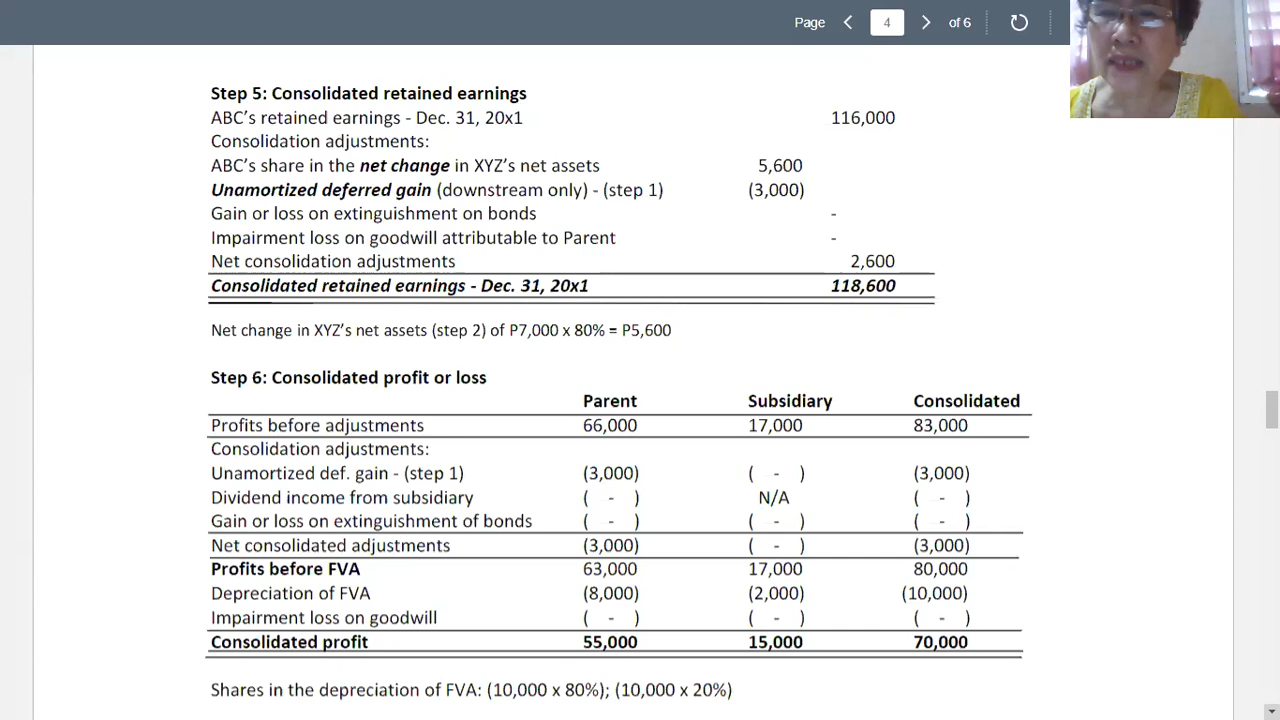 Page 4 of 6
Step 5: Consolidated retained earnings
ABC's retained earnings - Dec. 31, 20x1 116,000
Consolidation adjustments:
ABC's share in the net change in XYZ's net assets 5,600
Unamortized deferred gain (downstream only) - (step 1) (3,000)
Gain or loss on extinguishment on bonds -
Impairment loss on goodwill attributable to Parent -
Net consolidation adjustments 2,600
Consolidated retained earnings - Dec. 31, 20x1 118,600
Net change in XYZ's net assets (step 2) of P7,000 x 80% = P5,600
Step 6: Consolidated profit or loss
Parent Subsidiary Consolidated
Profits before adjustments 66,000 17,000 83,000
Consolidation adjustments:
Unamortized def. gain - (step 1) (3,000) ( - ) (3,000)
Dividend income from subsidiary ( - ) N/A ( - )
Gain or loss on extinguishment of bonds ( - ) ( - ) ( - )
Net consolidated adjustments (3,000) ( - ) (3,000)
Profits before FVA 63,000 17,000 80,000
Depreciation of FVA (8,000) (2,000) (10,000)
Impairment loss on goodwill ( - ) ( - ) ( - )
Consolidated profit 55,000 15,000 70,000
Shares in the depreciation of FVA: (10,000 x 80%); (10,000 x 20%)